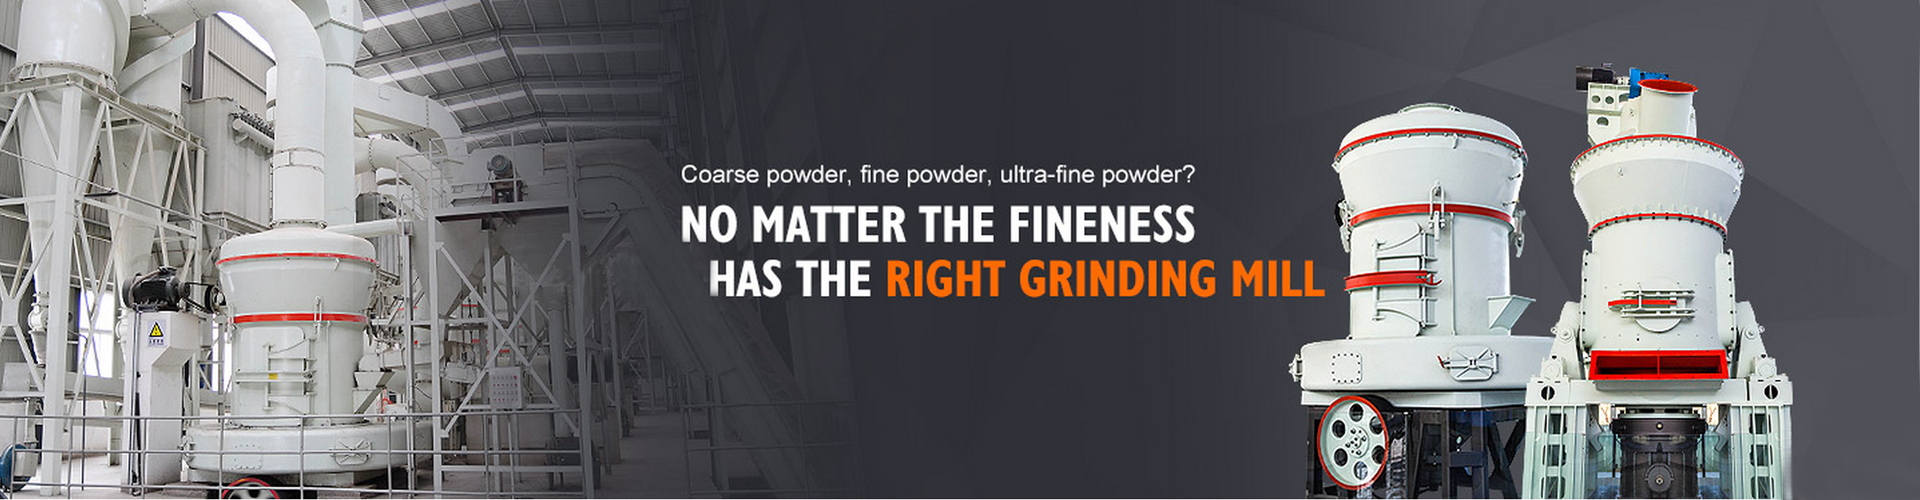 Coarse powder, fine powder, ultra-fine powder?
NO MATTER THE FINENESS
HAS THE RIGHT GRINDING MILL